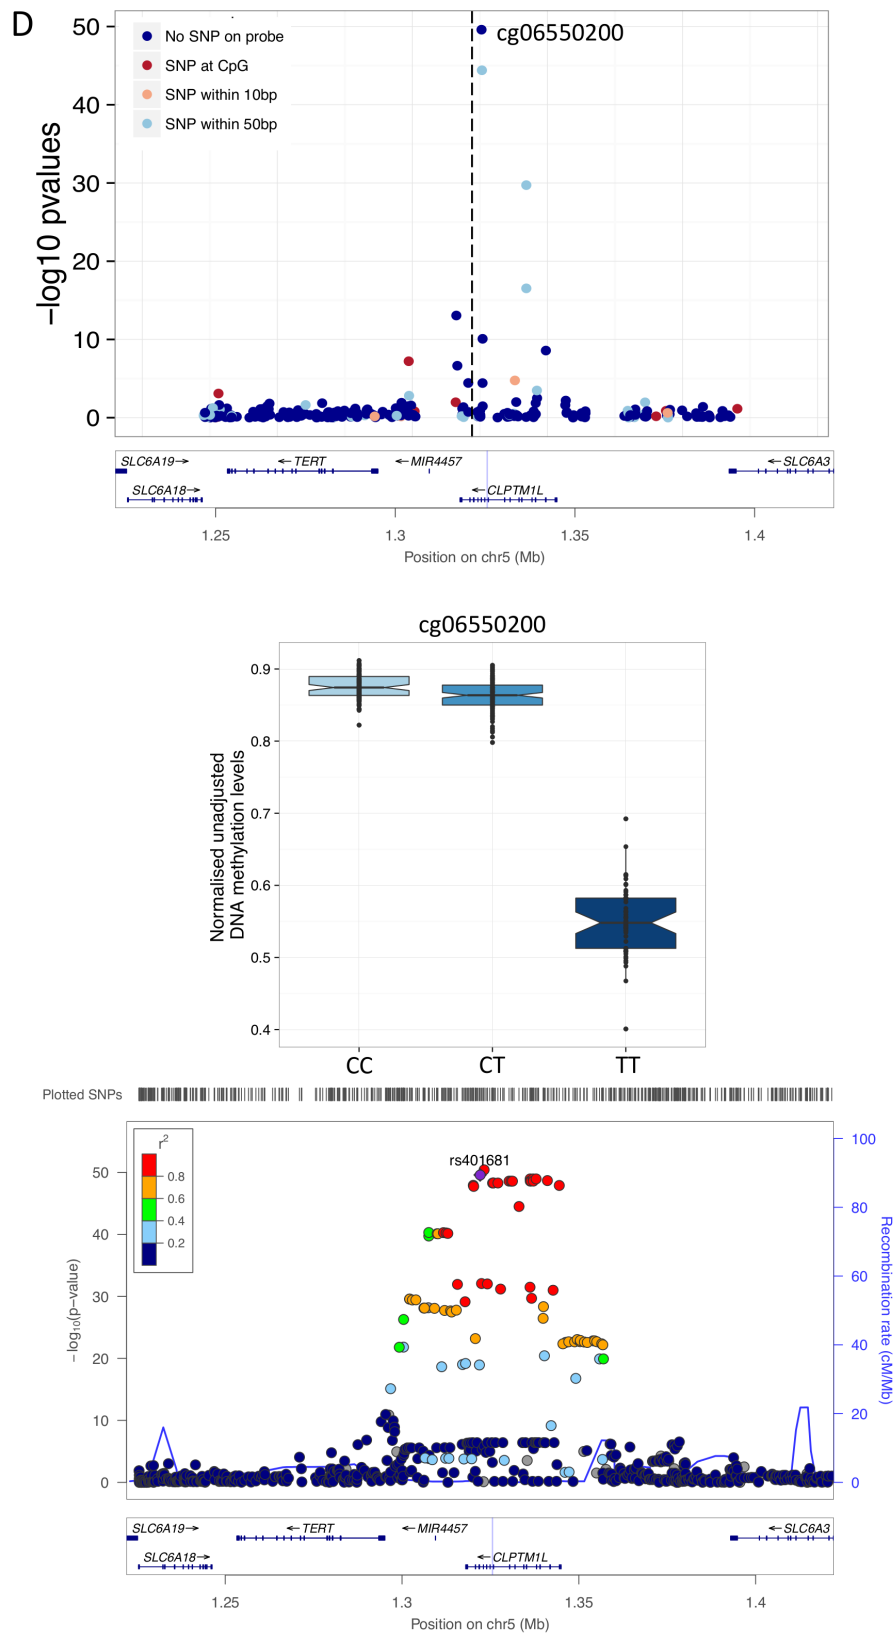 D
No SNP on probe
SNP at CpG
SNP within 10bp
SNP within 50bp
cg06550200
50
40
30
20
10
0
−log10 pvalues
SLC6A19→
←TERT
←MIR4457
←SLC6A3
SLC6A18→
←CLPTM1L
1.25
1.3
1.35
1.4
Position on chr5 (Mb)
cg06550200
0.9
0.8
0.7
0.6
0.5
0.4
Normalised unadjusted
DNA methylation levels
CC
CT
TT
Plotted SNPs
r2
0.8
0.6
0.4
0.2
rs401681
50
40
30
20
10
0
− log10(p−value)
100
80
60
40
20
0
Recombination rate (cM/Mb)
SLC6A19→
←TERT
←MIR4457
←SLC6A3
SLC6A18→
←CLPTM1L
1.25
1.3
1.35
1.4
Position on chr5 (Mb)